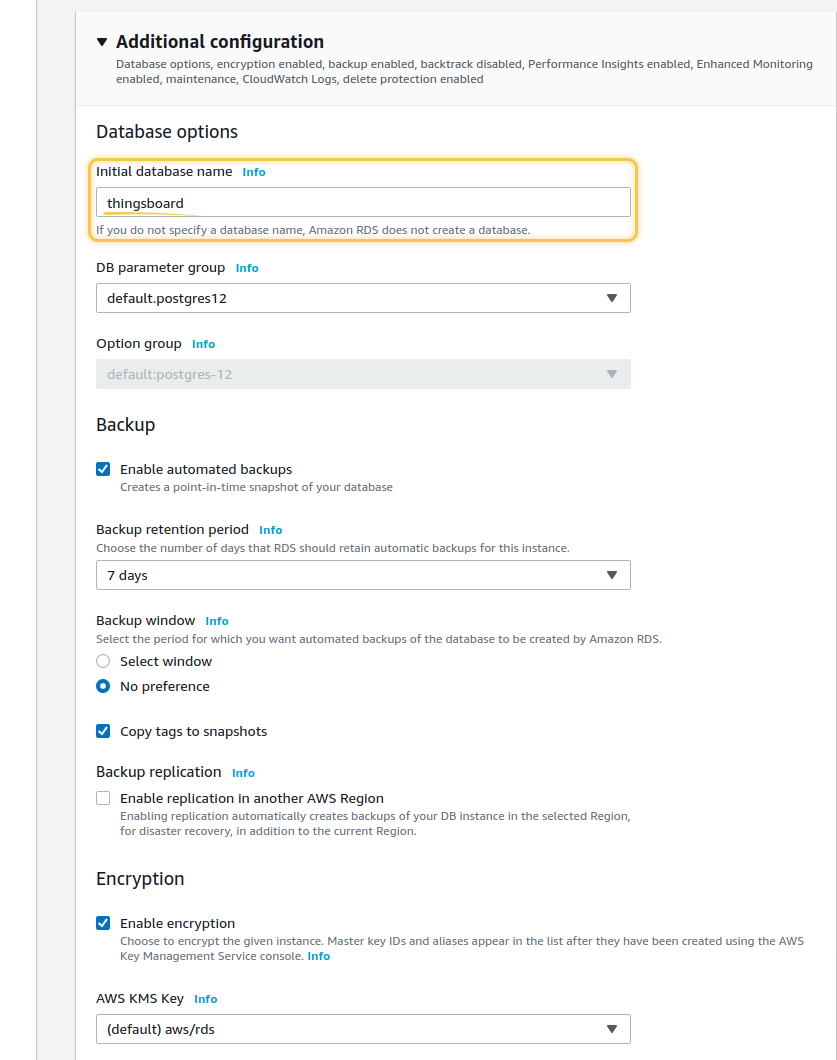 Additional configuration
Database options, encryption enabled, backup enabled, backtrack disabled, Performance Insights enabled, Enhanced Monitoring
enabled, maintenance, CloudWatch Logs, delete protection enabled
Database options
Initial database name Info
thingsboard
If you do not specify a database name, Amazon RDS does not create a database.
DB parameter group Info
default.postgres12
Option group Info
default:postgres-12
Backup
Enable automated backups
Creates a point-in-time snapshot of your database
Backup retention period Info
Choose the number of days that RDS should retain automatic backups for this instance.
7 days
Backup window Info
Select the period for which you want automated backups of the database to be created by Amazon RDS.
Select window
No preference
Copy tags to snapshots
Backup replication Info
Enable replication in another AWS Region
Enabling replication automatically creates backups of your DB instance in the selected Region,
for disaster recovery, in addition to the current Region.
Encryption
Enable encryption
Choose to encrypt the given instance. Master key IDs and aliases appear in the list after they have been created using the AWS
Key Management Service console. Info
AWS KMS Key Info
(default) aws/rds